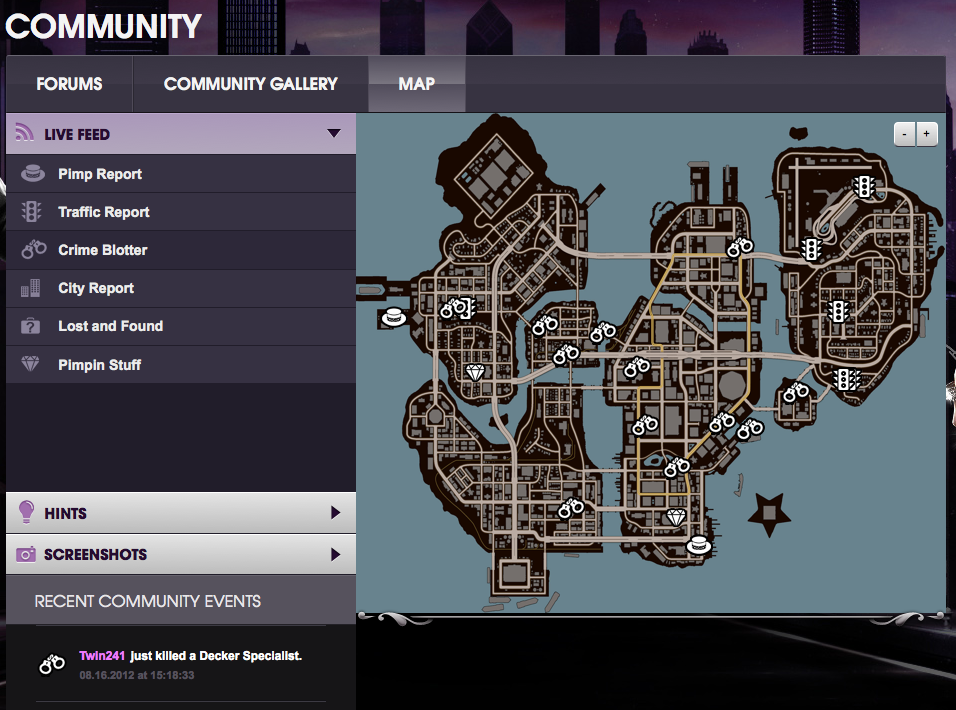 COMMUNITY
FORUMS COMMUNITY GALLERY MAP
LIVE FEED
Pimp Report
Traffic Report
Crime Blotter
City Report
Lost and Found
Pimpin Stuff
- +
HINTS
SCREENSHOTS
RECENT COMMUNITY EVENTS
Twin241 just killed a Decker Specialist.
08.16.2012 at 15:18:33